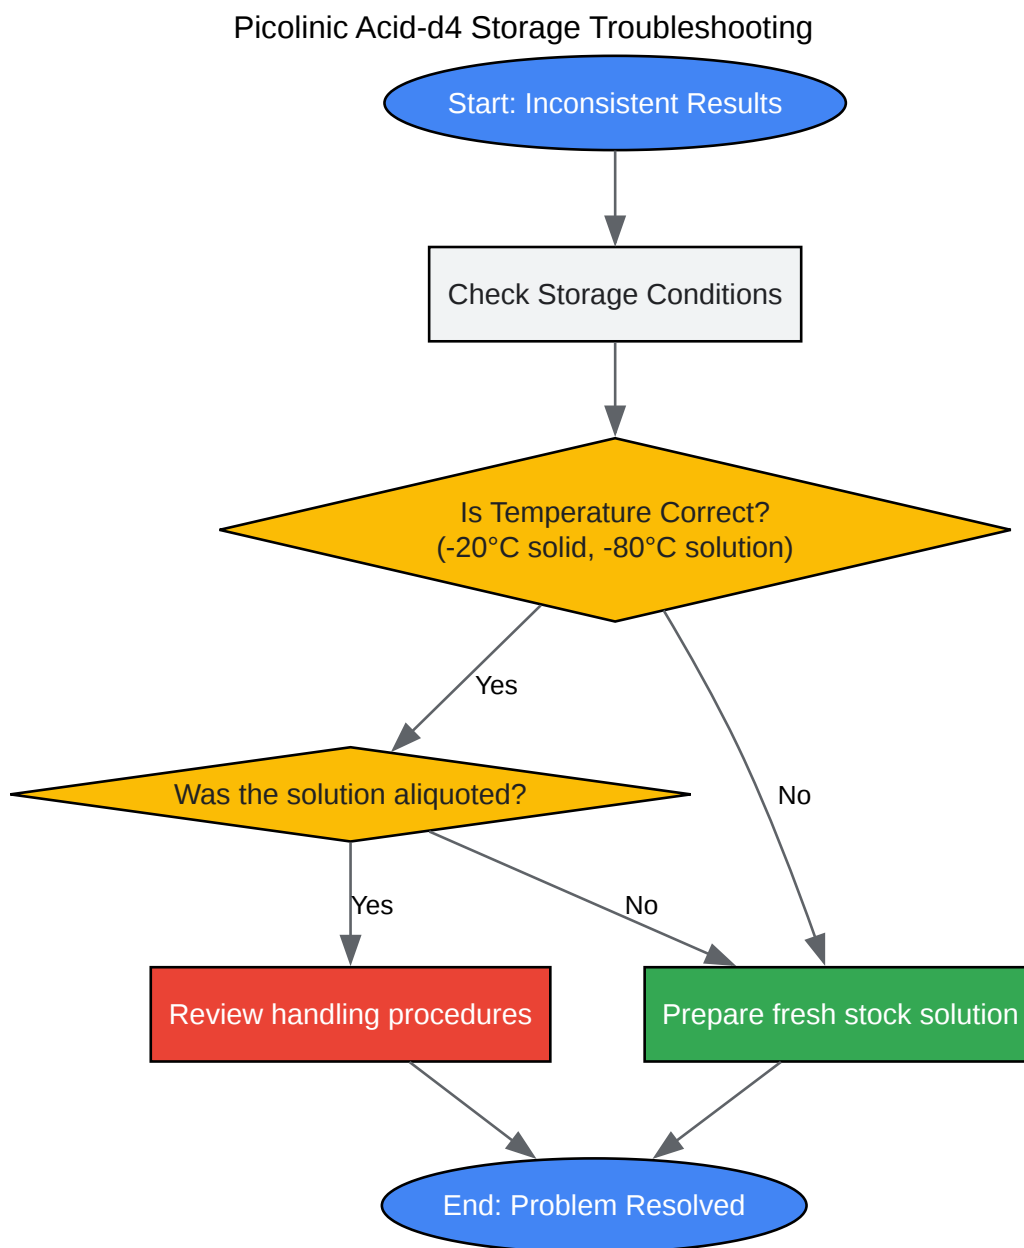 Picolinic Acid-d4 Storage Troubleshooting
Start: Inconsistent Results
Check Storage Conditions
Is Temperature Correct?
(-20°C solid, -80°C solution)
Yes
No
Was the solution aliquoted?
Yes
No
Review handling procedures
Prepare fresh stock solution
End: Problem Resolved